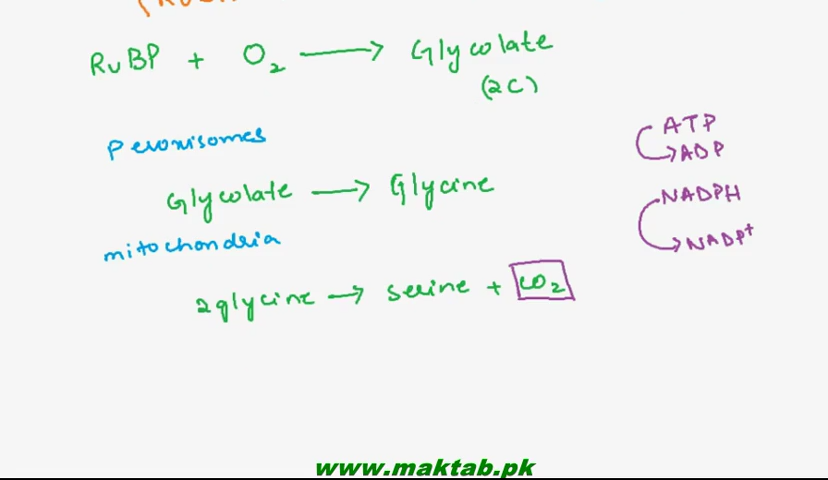 RuBP + O2 ⟶ Glycolate
(2C)
Peroxisomes
ATP
→ADP
Glycolate ⟶ Glycine
NADPH
→NADP+
mitochondria
2glycine → serine + CO2
www.maktab.pk